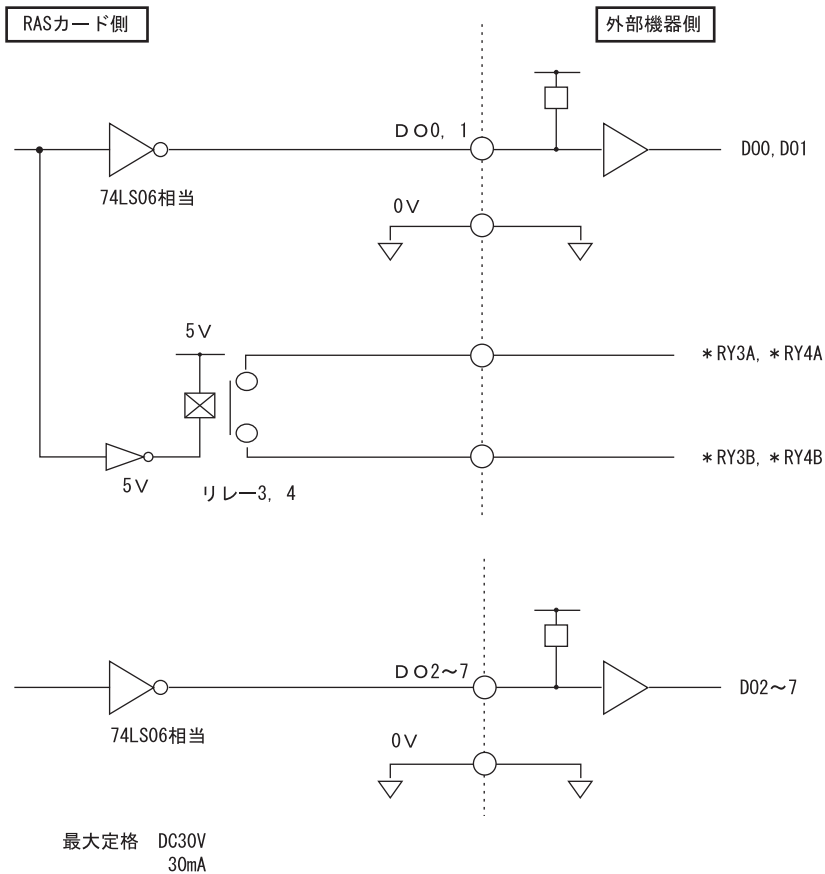 RASカード側
外部機器側
DO0, 1
DO0,DO1
74LS06相当
0V
5V
*RY3A, *RY4A
*RY3B, *RY4B
5V
リレー3, 4
DO2～7
DO2～7
74LS06相当
0V
最大定格 DC30V
30mA